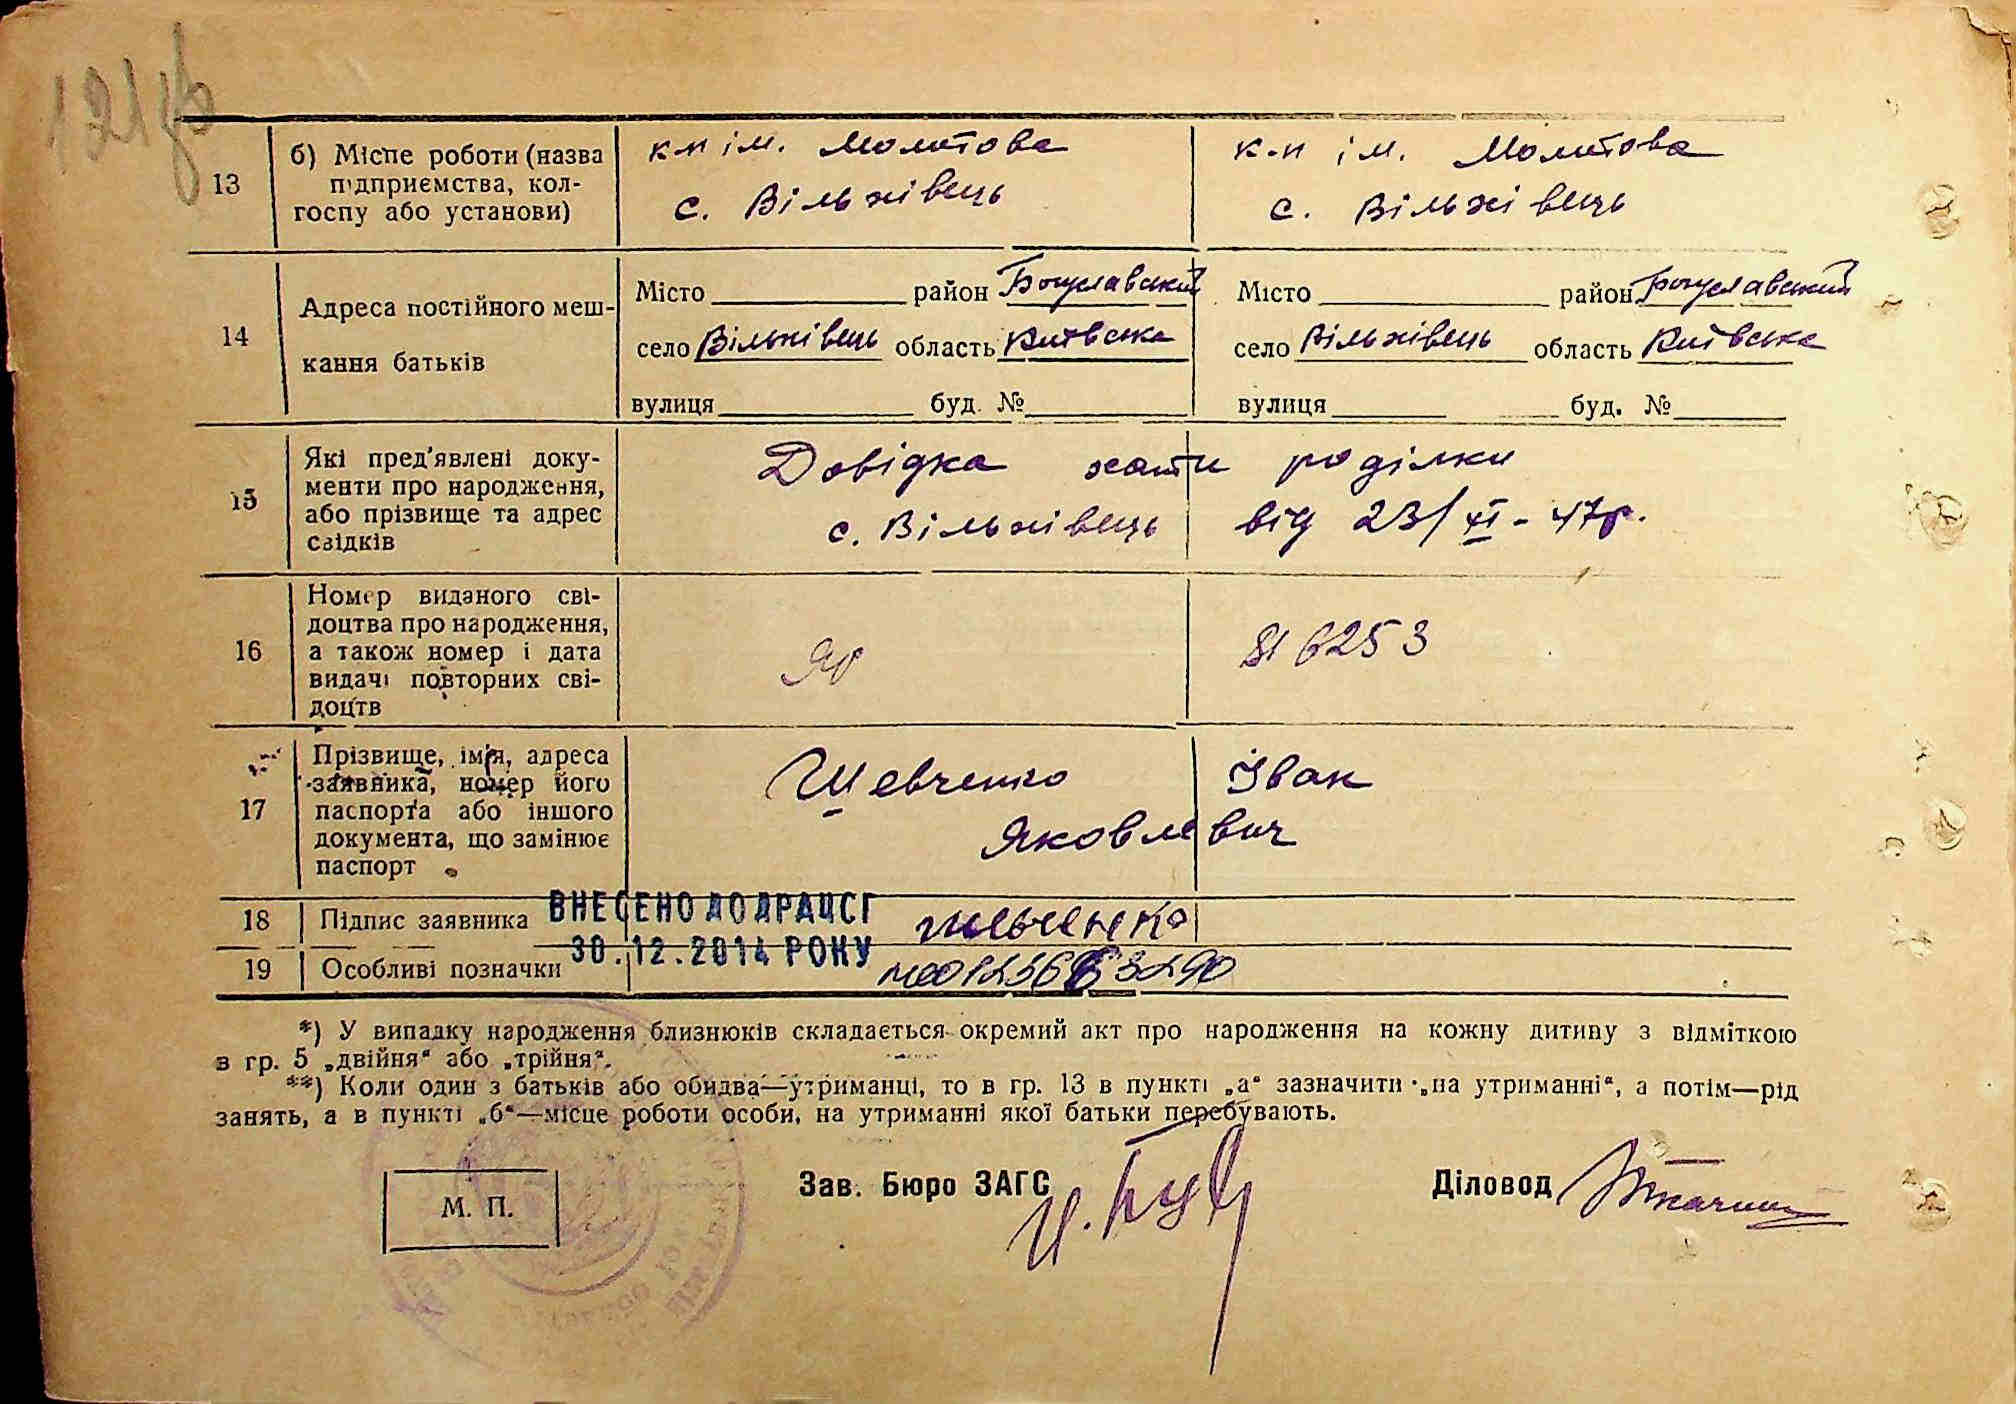 121
13
б) Місце роботи (назва підприємства, колгоспу або установи)
к-п ім. Молотова
с. Вільхівець
к-п ім. Молотова
с. Вільхівець
14
Адреса постійного мешкання батьків
Місто район Богуславський
село Вільхівець область Київська
вулиця буд. №
Місто район Богуславський
село Вільхівець область Київська
вулиця буд. №
15
Які пред'явлені документи про народження, або прізвище та адрес свідків
Довідка хати роділки
с. Вільхівець від 23/XI - 47р.
16
Номер виданого свідоцтва про народження, а також номер і дата видачі повторних свідоцтв
6253
17
Прізвище, ім'я, адреса заявника, номер його паспорта або іншого документа, що замінює паспорт
Шевченко Іван
Яковлевич
18
Підпис заявника
ВНЕСЕНО ДО ДРАЦСГ
30.12.2014 РОКУ
19
Особливі позначки
*) У випадку народження близнюків складається окремий акт про народження на кожну дитину з відміткою
в гр. 5 „двійня“ або „трійня“.
**) Коли один з батьків або обидва—утриманці, то в гр. 13 в пункті „а“ зазначити „на утриманні“, а потім—рід
занять, а в пункті „б“—місце роботи особи, на утриманні якої батьки перебувають.
М. П.
Зав. Бюро ЗАГС
Діловод